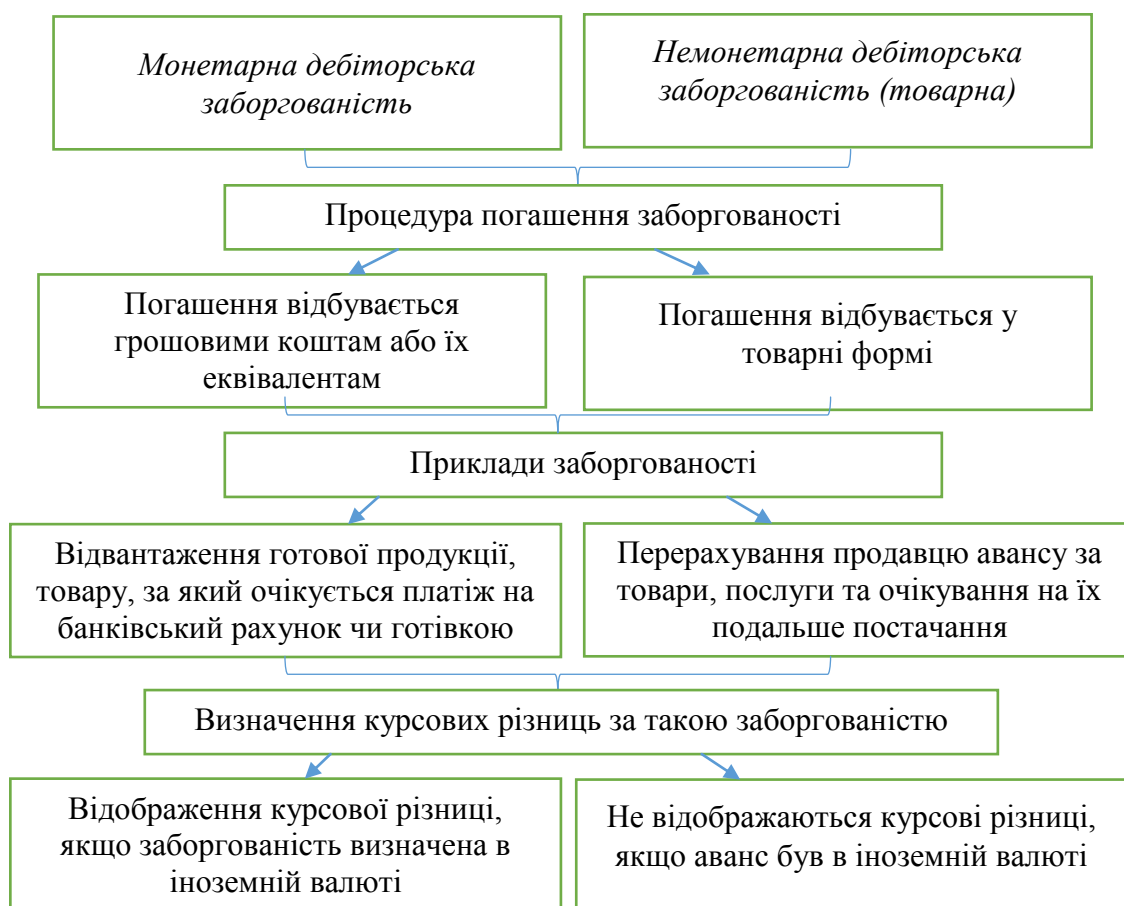 Монетарна дебіторська
заборгованість
Немонетарна дебіторська
заборгованість (товарна)
Процедура погашення заборгованості
Погашення відбувається
грошовими коштам або їх
еквівалентам
Погашення відбувається у
товарні формі
Приклади заборгованості
Відвантаження готової продукції,
товару, за який очікується платіж на
банківський рахунок чи готівкою
Перерахування продавцю авансу за
товари, послуги та очікування на їх
подальше постачання
Визначення курсових різниць за такою заборгованістю
Відображення курсової різниці,
якщо заборгованість визначена в
іноземній валюті
Не відображаються курсові різниці,
якщо аванс був в іноземній валюті